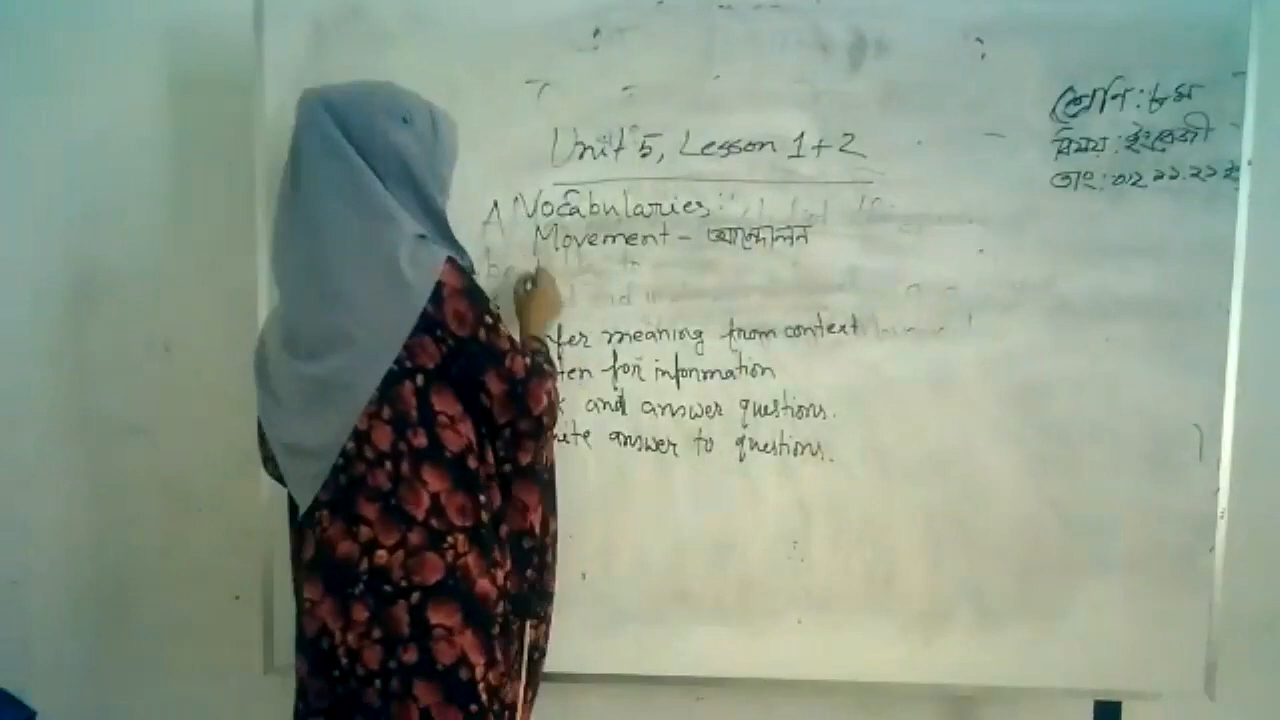 Unit 5, Lesson 1+2
A Vocabularies:
Movement - আন্দোলন
fer meaning from context
ten for information
and answer questions.
ite answer to questions.
শ্রেণি: ৮ম
বিষয়: ইংরেজী
তাং: